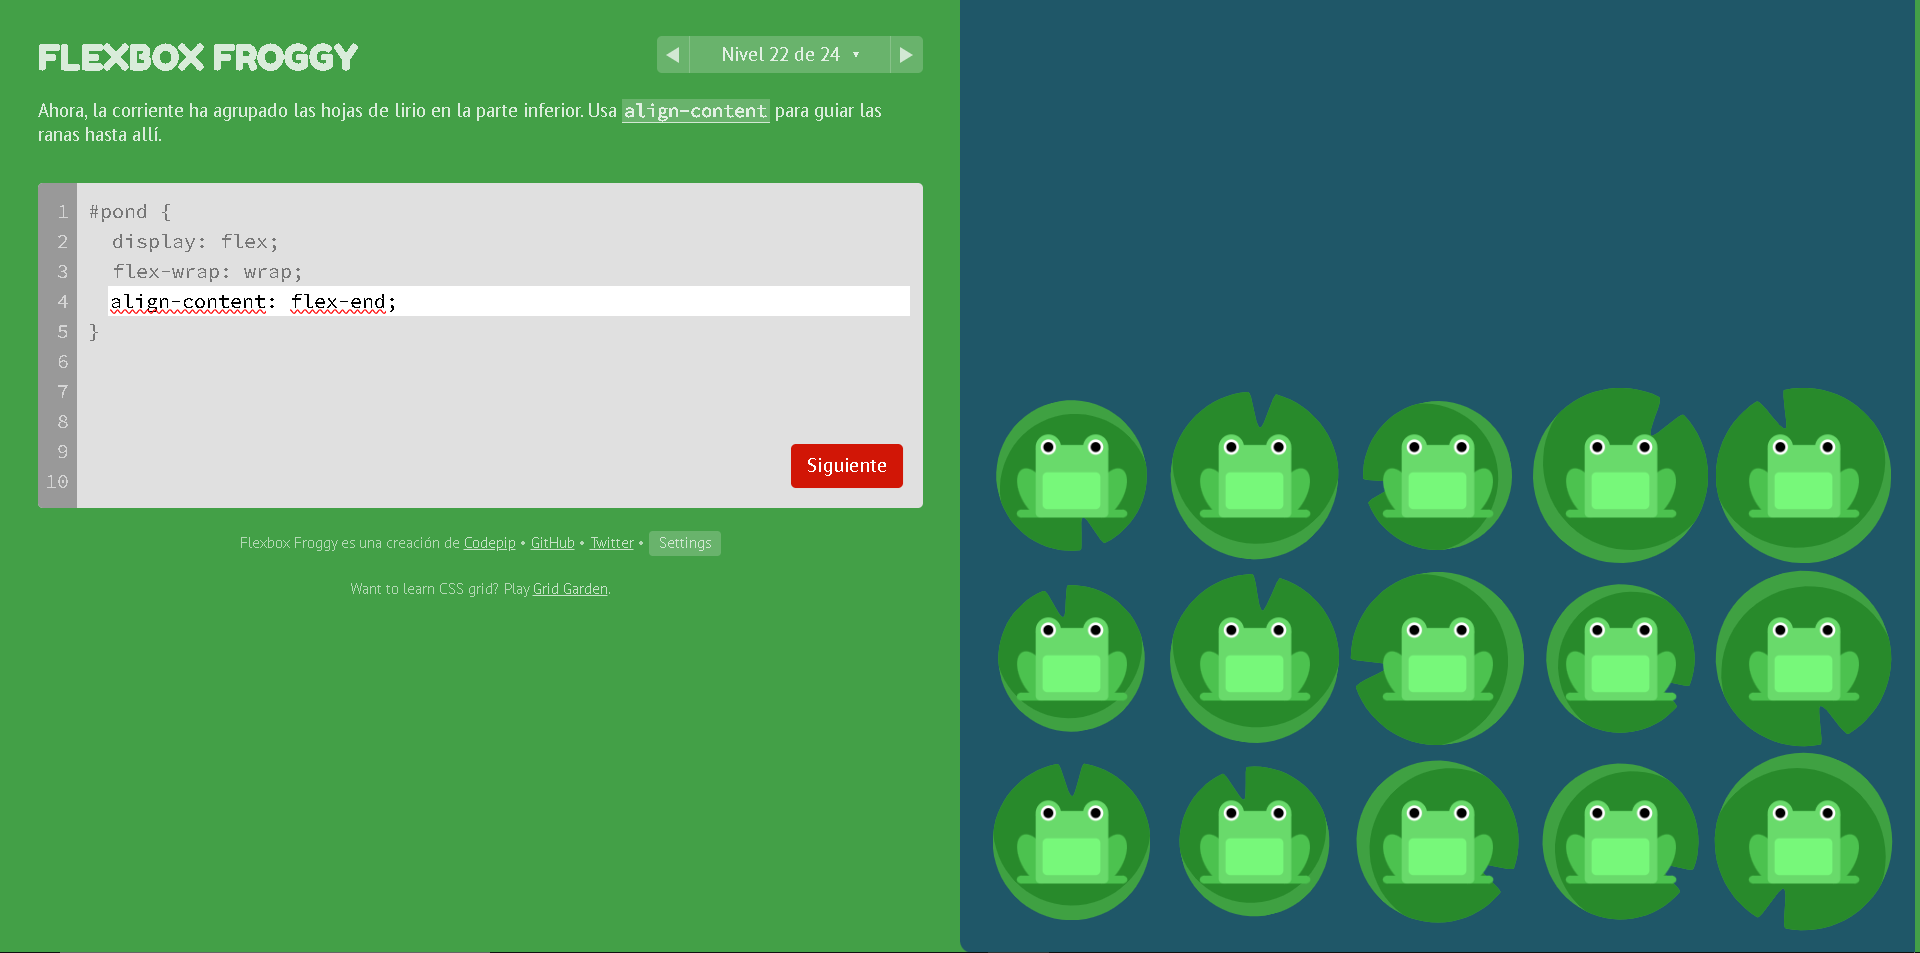 FLEXBOX FROGGY
◀ Nivel 22 de 24 ▾ ▶
Ahora, la corriente ha agrupado las hojas de lirio en la parte inferior. Usa align-content para guiar las
ranas hasta allí.
1 #pond {
2 display: flex;
3 flex-wrap: wrap;
4 align-content: flex-end;
5 }
6
7
8
9
10
Siguiente
Flexbox Froggy es una creación de Codepip • GitHub • Twitter • Settings
Want to learn CSS grid? Play Grid Garden.